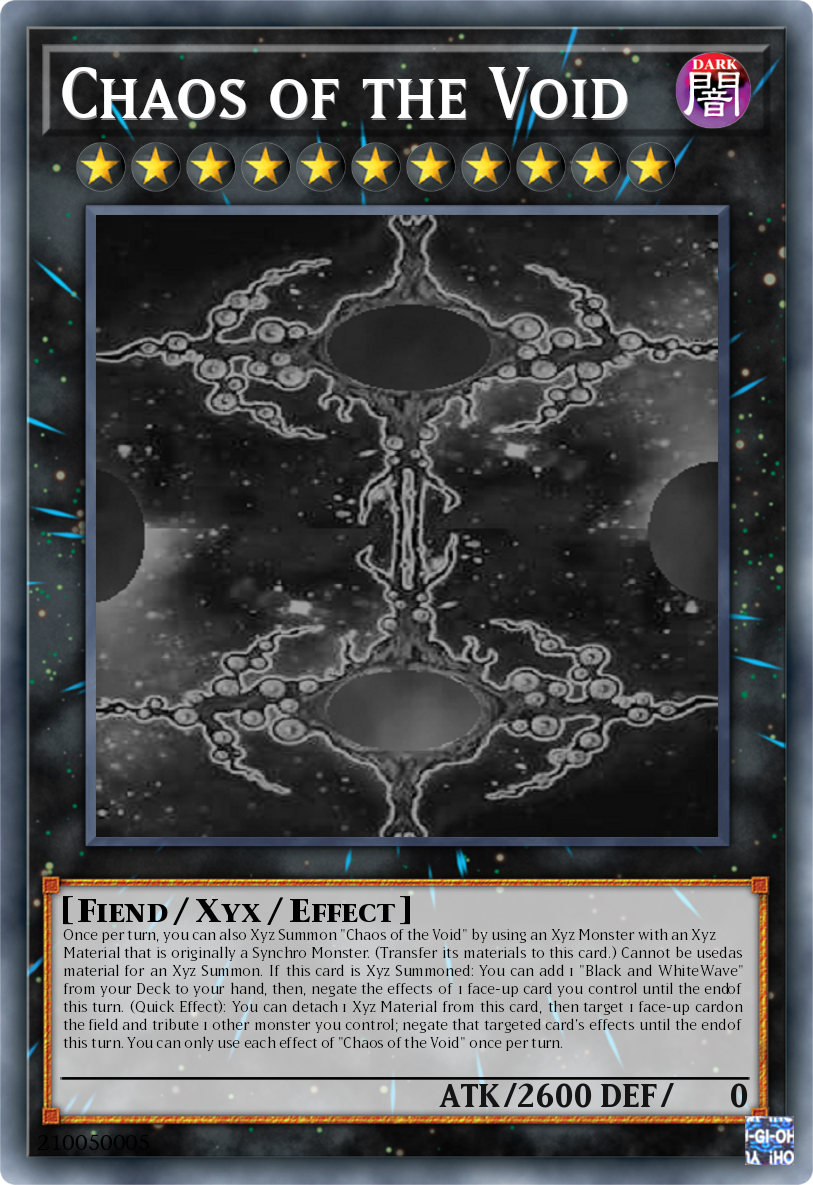 Chaos of the Void
DARK
闇
[ Fiend / Xyx / Effect ]
Once per turn, you can also Xyz Summon "Chaos of the Void" by using an Xyz Monster with an Xyz
Material that is originally a Synchro Monster. (Transfer its materials to this card.) Cannot be usedas
material for an Xyz Summon. If this card is Xyz Summoned: You can add 1 "Black and WhiteWave"
from your Deck to your hand, then, negate the effects of 1 face-up card you control until the endof
this turn. (Quick Effect): You can detach 1 Xyz Material from this card, then target 1 face-up cardon
the field and tribute 1 other monster you control; negate that targeted card's effects until the endof
this turn. You can only use each effect of "Chaos of the Void" once per turn.
ATK/2600 DEF/ 0
210050005